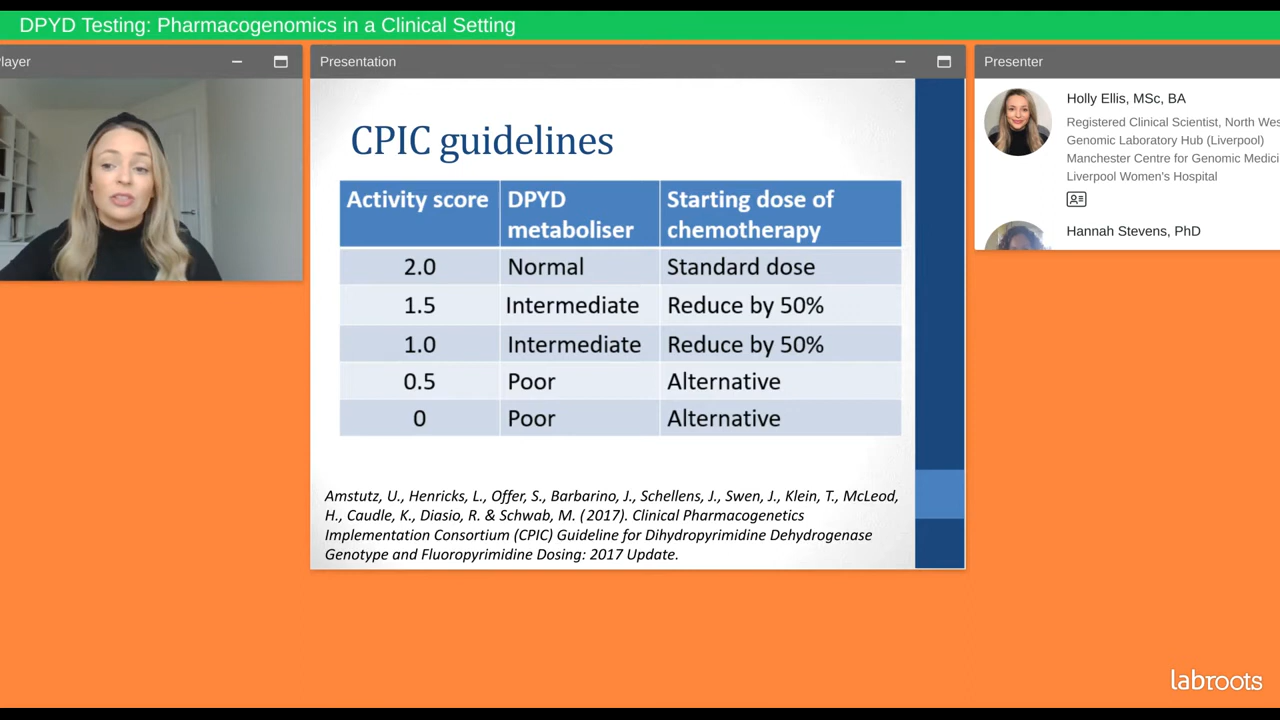 DPYD Testing: Pharmacogenomics in a Clinical Setting
layer
Presentation
Presenter
CPIC guidelines
Activity score DPYD metaboliser Starting dose of chemotherapy
2.0 Normal Standard dose
1.5 Intermediate Reduce by 50%
1.0 Intermediate Reduce by 50%
0.5 Poor Alternative
0 Poor Alternative
Amstutz, U., Henricks, L., Offer, S., Barbarino, J., Schellens, J., Swen, J., Klein, T., McLeod,
H., Caudle, K., Diasio, R. & Schwab, M. (2017). Clinical Pharmacogenetics
Implementation Consortium (CPIC) Guideline for Dihydropyrimidine Dehydrogenase
Genotype and Fluoropyrimidine Dosing: 2017 Update.
Holly Ellis, MSc, BA
Registered Clinical Scientist, North Wes
Genomic Laboratory Hub (Liverpool)
Manchester Centre for Genomic Medici
Liverpool Women's Hospital
Hannah Stevens, PhD
labroots